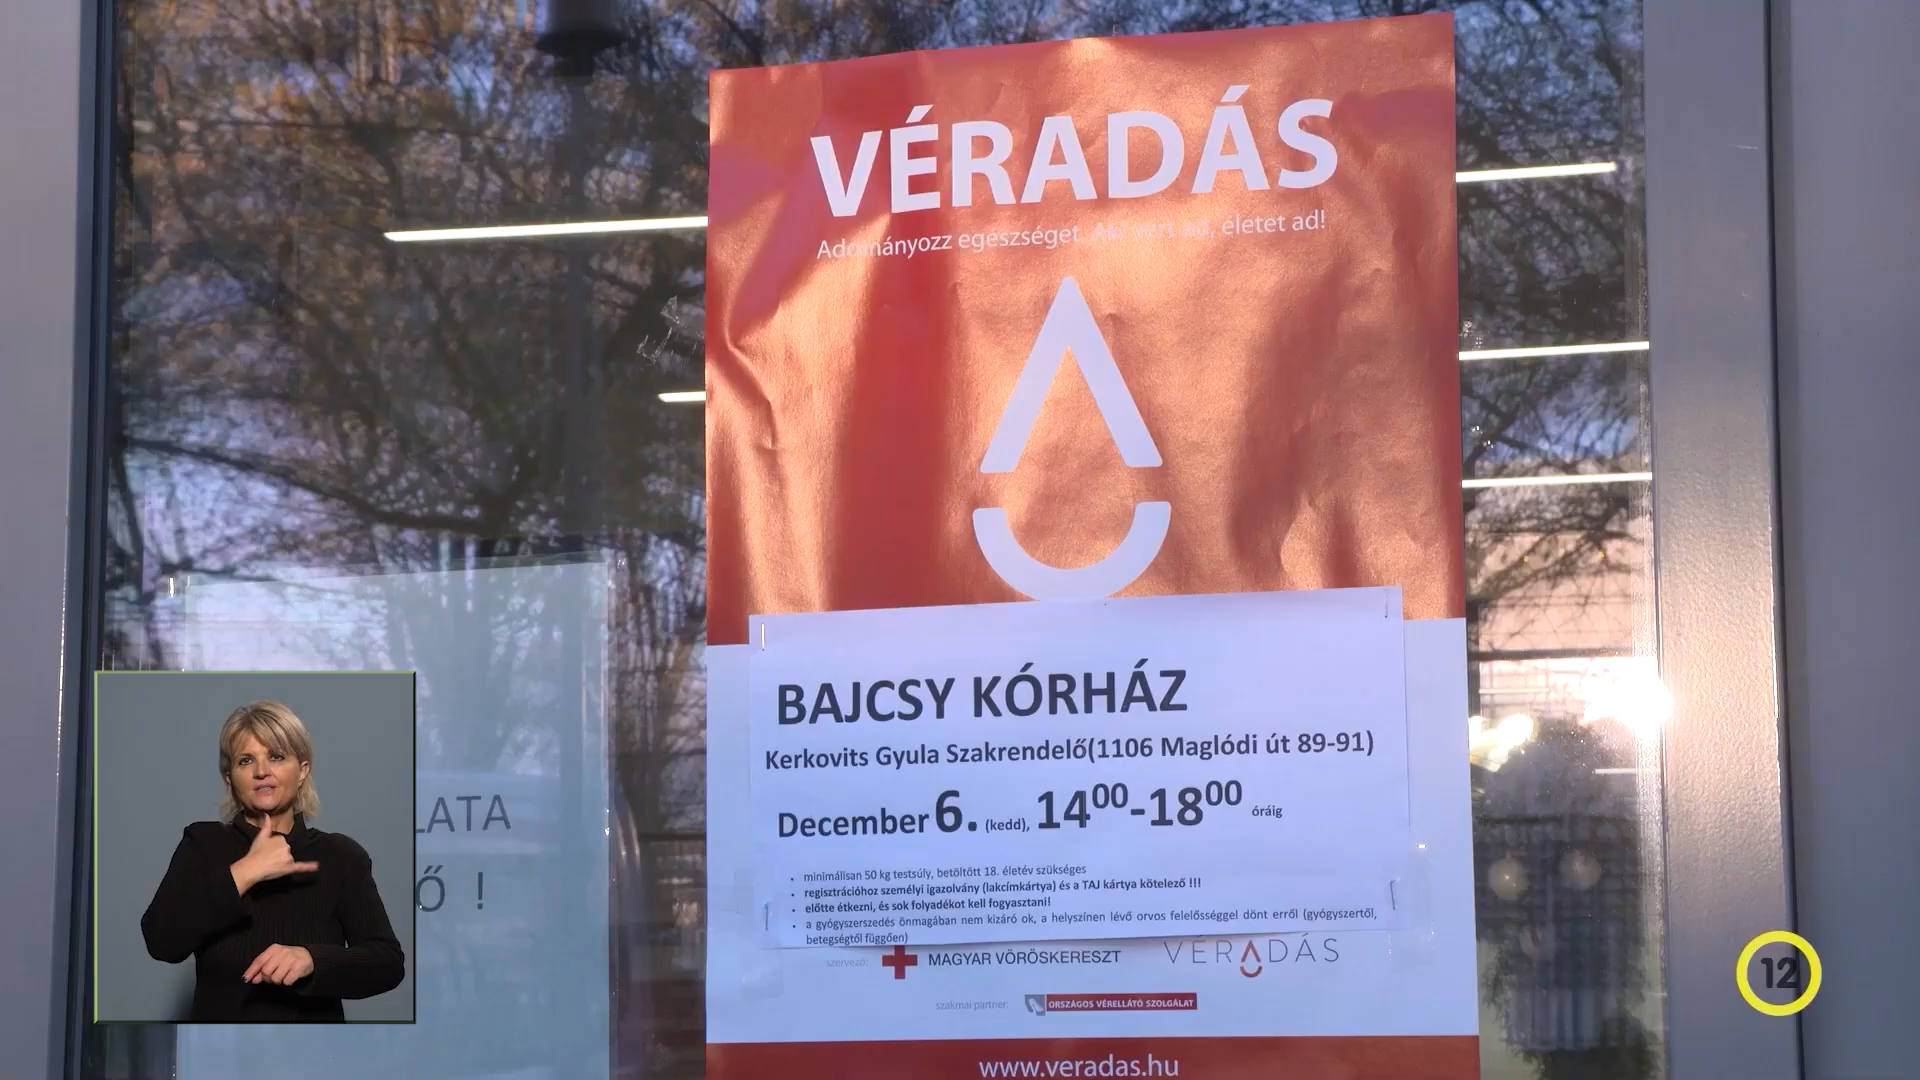 VÉRADÁS
Adományozz egészséget. Aki vért ad, életet ad!
BAJCSY KÓRHÁZ
Kerkovits Gyula Szakrendelő(1106 Maglódi út 89-91)
December 6. (kedd), 14⁰⁰-18⁰⁰ óráig
• minimálisan 50 kg testsúly, betöltött 18. életév szükséges
• regisztrációhoz személyi igazolvány (lakcímkártya) és a TAJ kártya kötelező !!!
• előtte étkezni, és sok folyadékot kell fogyasztani!
• a gyógyszerszedés önmagában nem kizáró ok, a helyszínen lévő orvos felelősséggel dönt erről (gyógyszertől,
betegségtől függően)
szervező: MAGYAR VÖRÖSKERESZT VÉRADÁS
szakmai partner: ORSZÁGOS VÉRELLÁTÓ SZOLGÁLAT
www.veradas.hu
LATA
Ő !
12